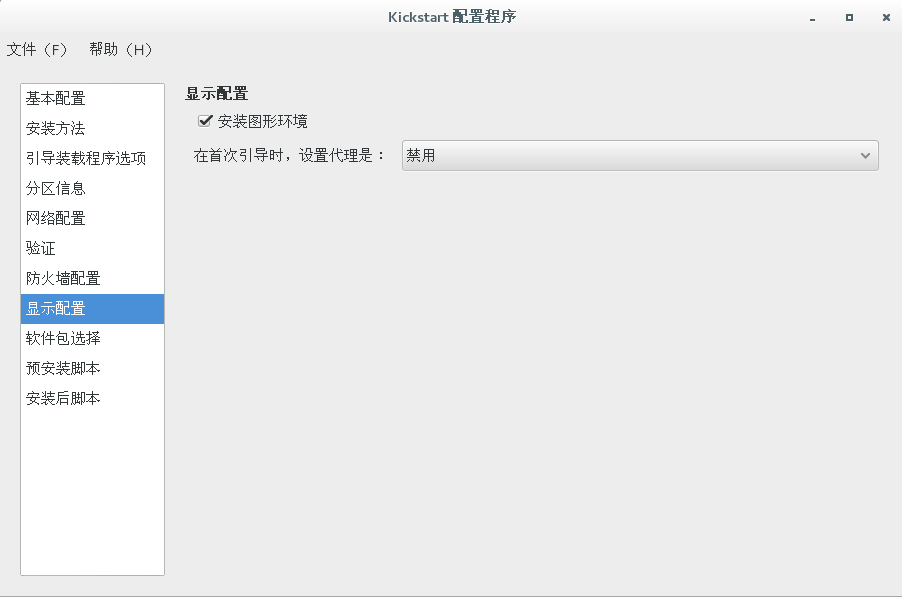 Kickstart 配置程序
文件（F） 帮助（H）
基本配置
安装方法
引导装载程序选项
分区信息
网络配置
验证
防火墙配置
显示配置
软件包选择
预安装脚本
安装后脚本
显示配置
安装图形环境
在首次引导时，设置代理是： 禁用